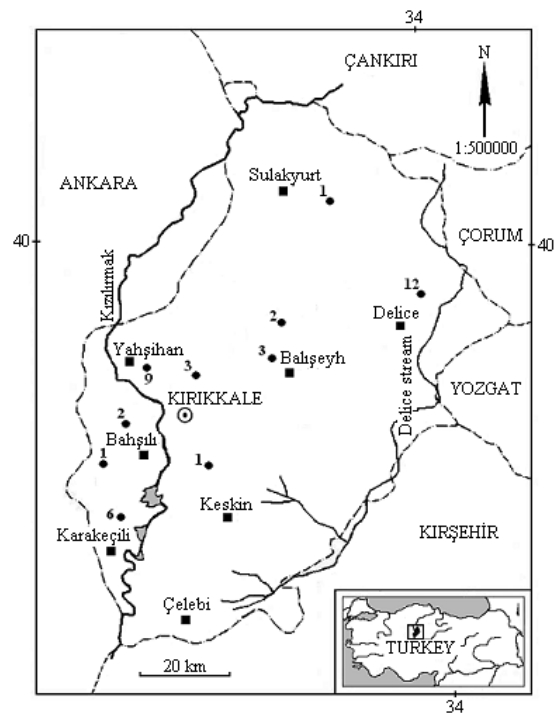 34
ÇANKIRI
N
1:500000
ANKARA
Sulakyurt
1
40
ÇORUM
40
Kızılırmak
12
2
Delice
Yahşihan
3
Balışeyh
9
3
Delice stream
YOZGAT
KIRIKKALE
2
Bahşılı
1
1
Keskin
6
Karakeçili
KIRŞEHİR
Çelebi
20 km
TURKEY
34